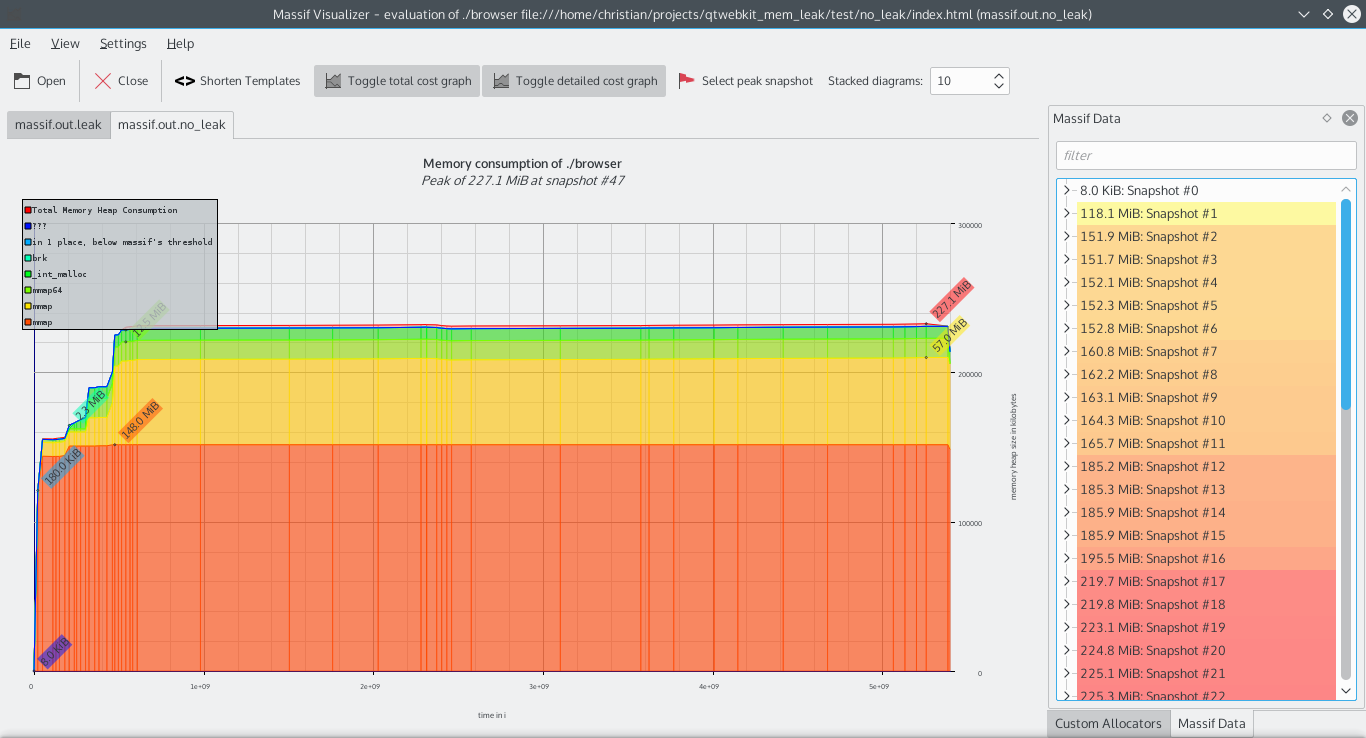 Massif Visualizer - evaluation of ./browser file:///home/christian/projects/qtwebkit_mem_leak/test/no_leak/index.html (massif.out.no_leak)
File View Settings Help
Open Close <> Shorten Templates Toggle total cost graph Toggle detailed cost graph Select peak snapshot Stacked diagrams: 10
massif.out.leak massif.out.no_leak
Memory consumption of ./browser
Peak of 227.1 MiB at snapshot #47
Total Memory Heap Consumption
???
in 1 place, below massif's threshold
brk
_int_malloc
mmap64
mmap
mmap
227.1 MiB
57.0 MiB
2.3 MiB
148.0 MiB
180.0 KiB
8.0 KiB
300000
200000
100000
0
memory heap size in kilobytes
0 1e+09 2e+09 3e+09 4e+09 5e+09
time in i
Massif Data
filter
8.0 KiB: Snapshot #0
118.1 MiB: Snapshot #1
151.9 MiB: Snapshot #2
151.7 MiB: Snapshot #3
152.1 MiB: Snapshot #4
152.3 MiB: Snapshot #5
152.8 MiB: Snapshot #6
160.8 MiB: Snapshot #7
162.2 MiB: Snapshot #8
163.1 MiB: Snapshot #9
164.3 MiB: Snapshot #10
165.7 MiB: Snapshot #11
185.2 MiB: Snapshot #12
185.3 MiB: Snapshot #13
185.9 MiB: Snapshot #14
185.9 MiB: Snapshot #15
195.5 MiB: Snapshot #16
219.7 MiB: Snapshot #17
219.8 MiB: Snapshot #18
223.1 MiB: Snapshot #19
224.8 MiB: Snapshot #20
225.1 MiB: Snapshot #21
225.3 MiB: Snapshot #22
Custom Allocators Massif Data